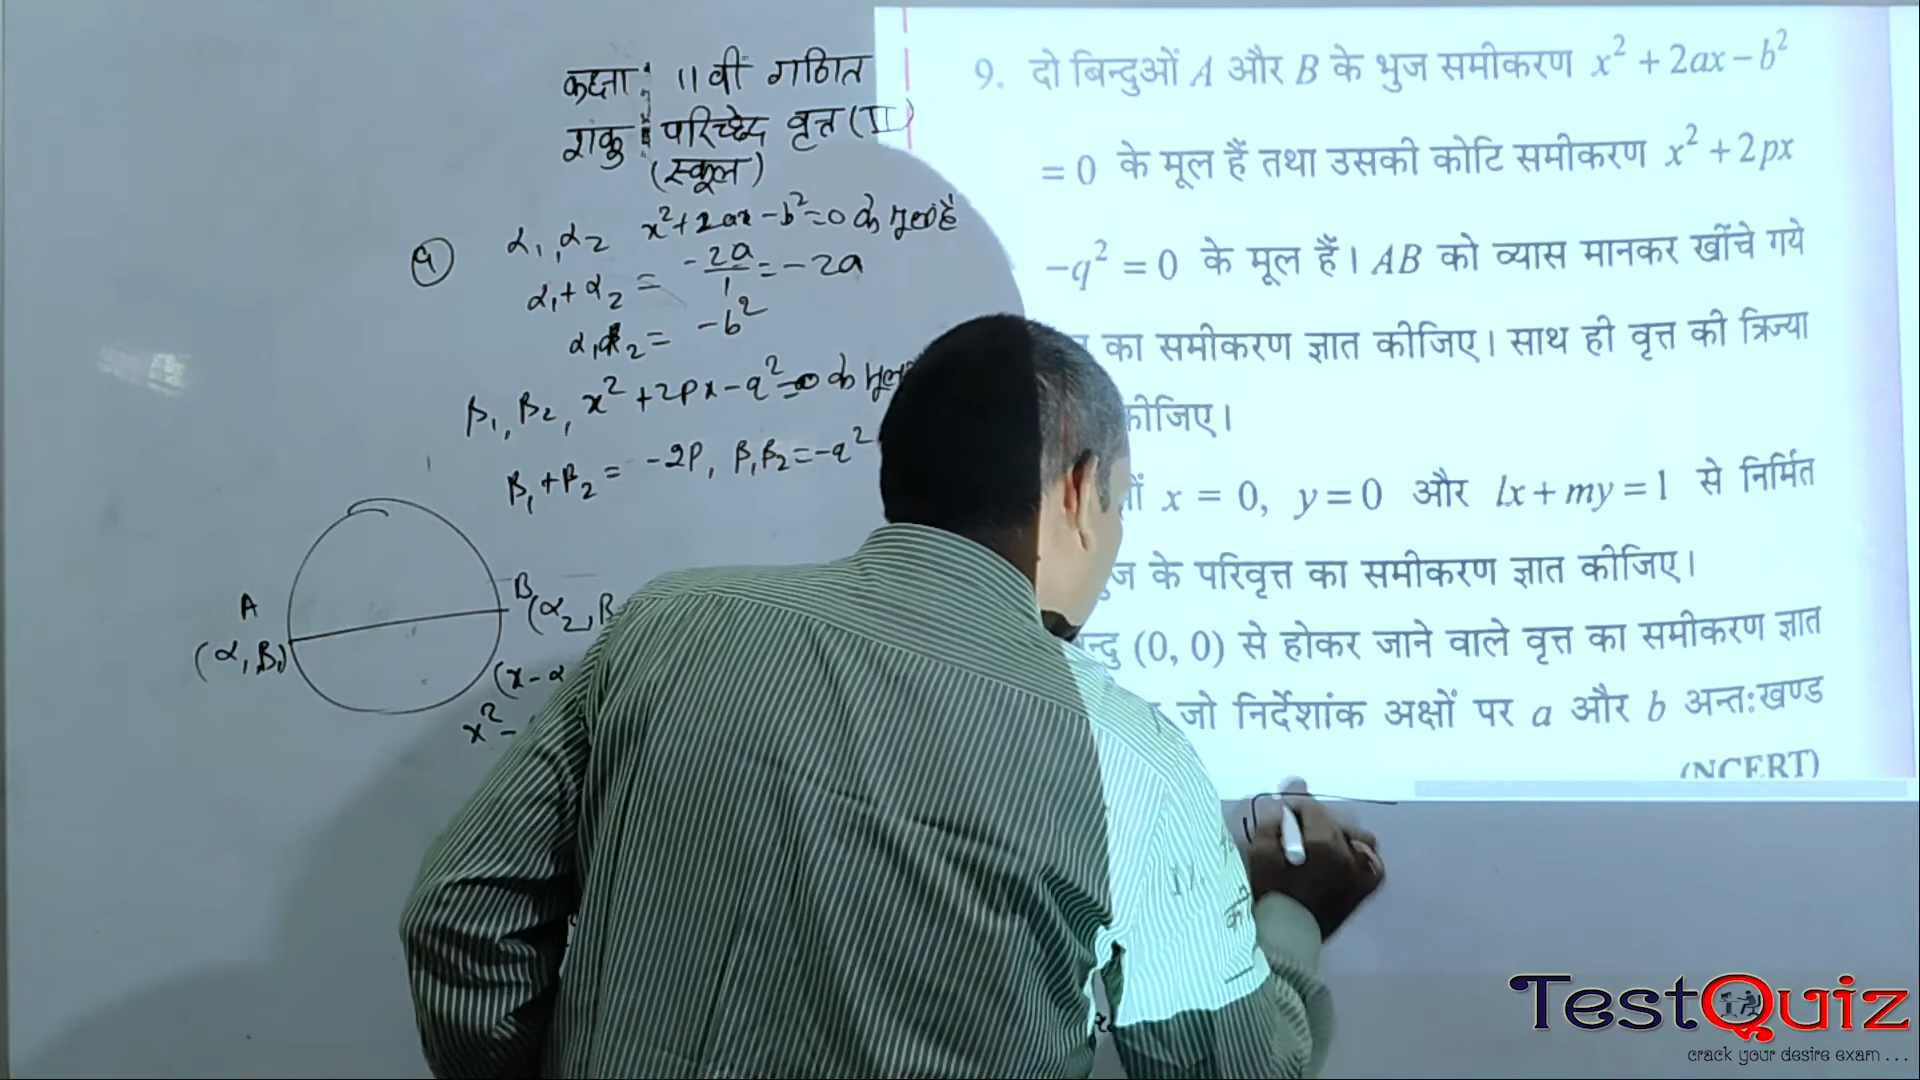 कक्षा: 11वी गणित
शंकु परिच्छेद वृत्त (II)
(स्कूल)
9 α₁, α₂ x²+2ax-b²=0 के मूल है
α₁+α₂ = -2a/1 = -2a
α₁α₂ = -b²
β₁, β₂, x²+2px-q²=0 के मूल
β₁+β₂ = -2p, β₁β₂ = -q²
A
(α₁, β₁)
B
(α₂, β
(x-α
x²-
9. दो बिन्दुओं A और B के भुज समीकरण x² + 2ax – b²
= 0 के मूल हैं तथा उसकी कोटि समीकरण x² + 2px
–q² = 0 के मूल हैं। AB को व्यास मानकर खींचे गये
का समीकरण ज्ञात कीजिए। साथ ही वृत्त की त्रिज्या
कीजिए।
x = 0, y = 0 और lx + my = 1 से निर्मित
के परिवृत्त का समीकरण ज्ञात कीजिए।
(0, 0) से होकर जाने वाले वृत्त का समीकरण ज्ञात
जो निर्देशांक अक्षों पर a और b अन्त:खण्ड
(NCERT)
TestQuiz
crack your desire exam . . .